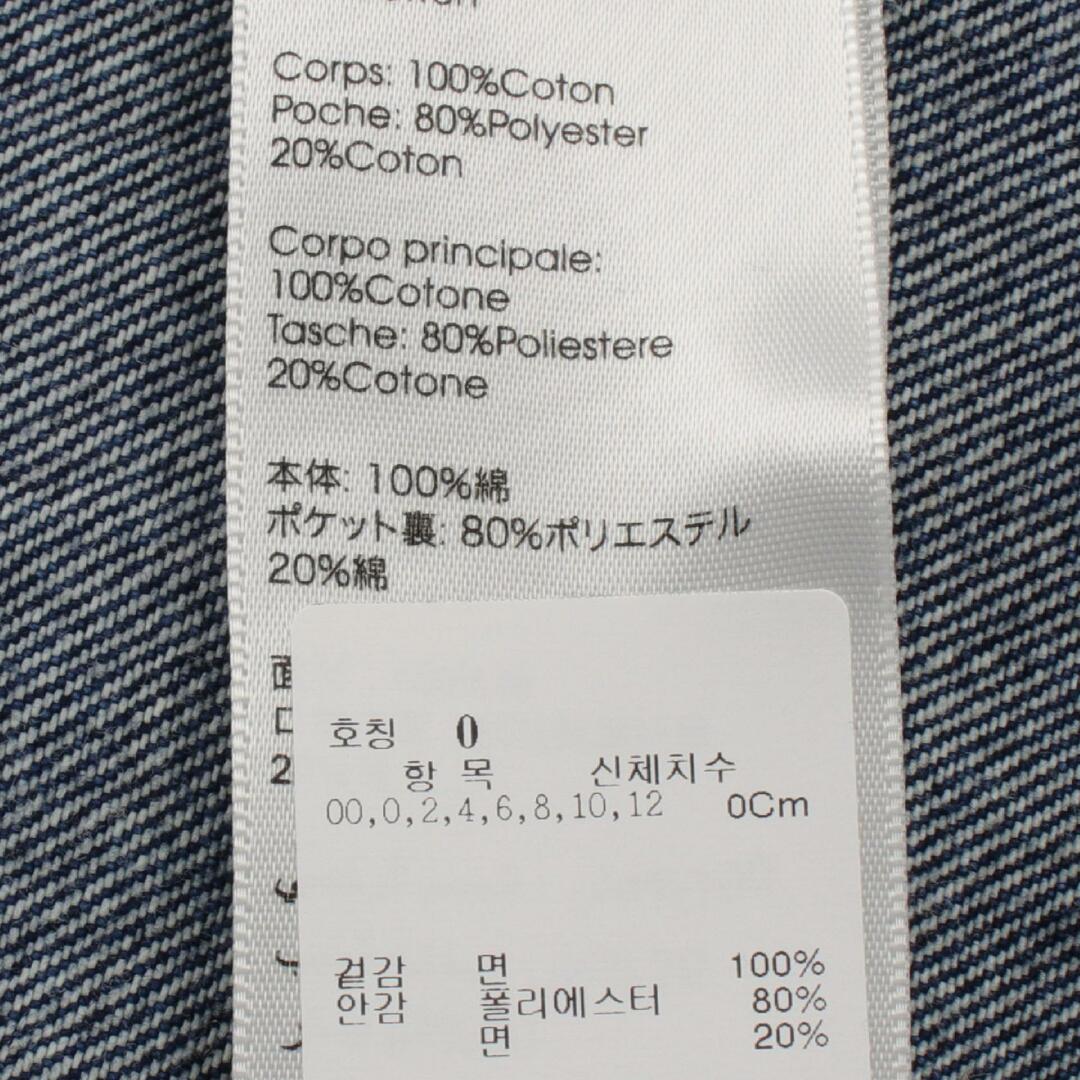 Corps: 100%Coton
Poche: 80%Polyester
20%Coton
Corpo principale:
100%Cotone
Tasche: 80%Poliestere
20%Cotone
本体: 100%綿
ポケット裏: 80%ポリエステル
20%綿
호칭 0
항 목 신체치수
00,0,2,4,6,8,10,12 0Cm
겉감 면 100%
안감 폴리에스터 80%
면 20%